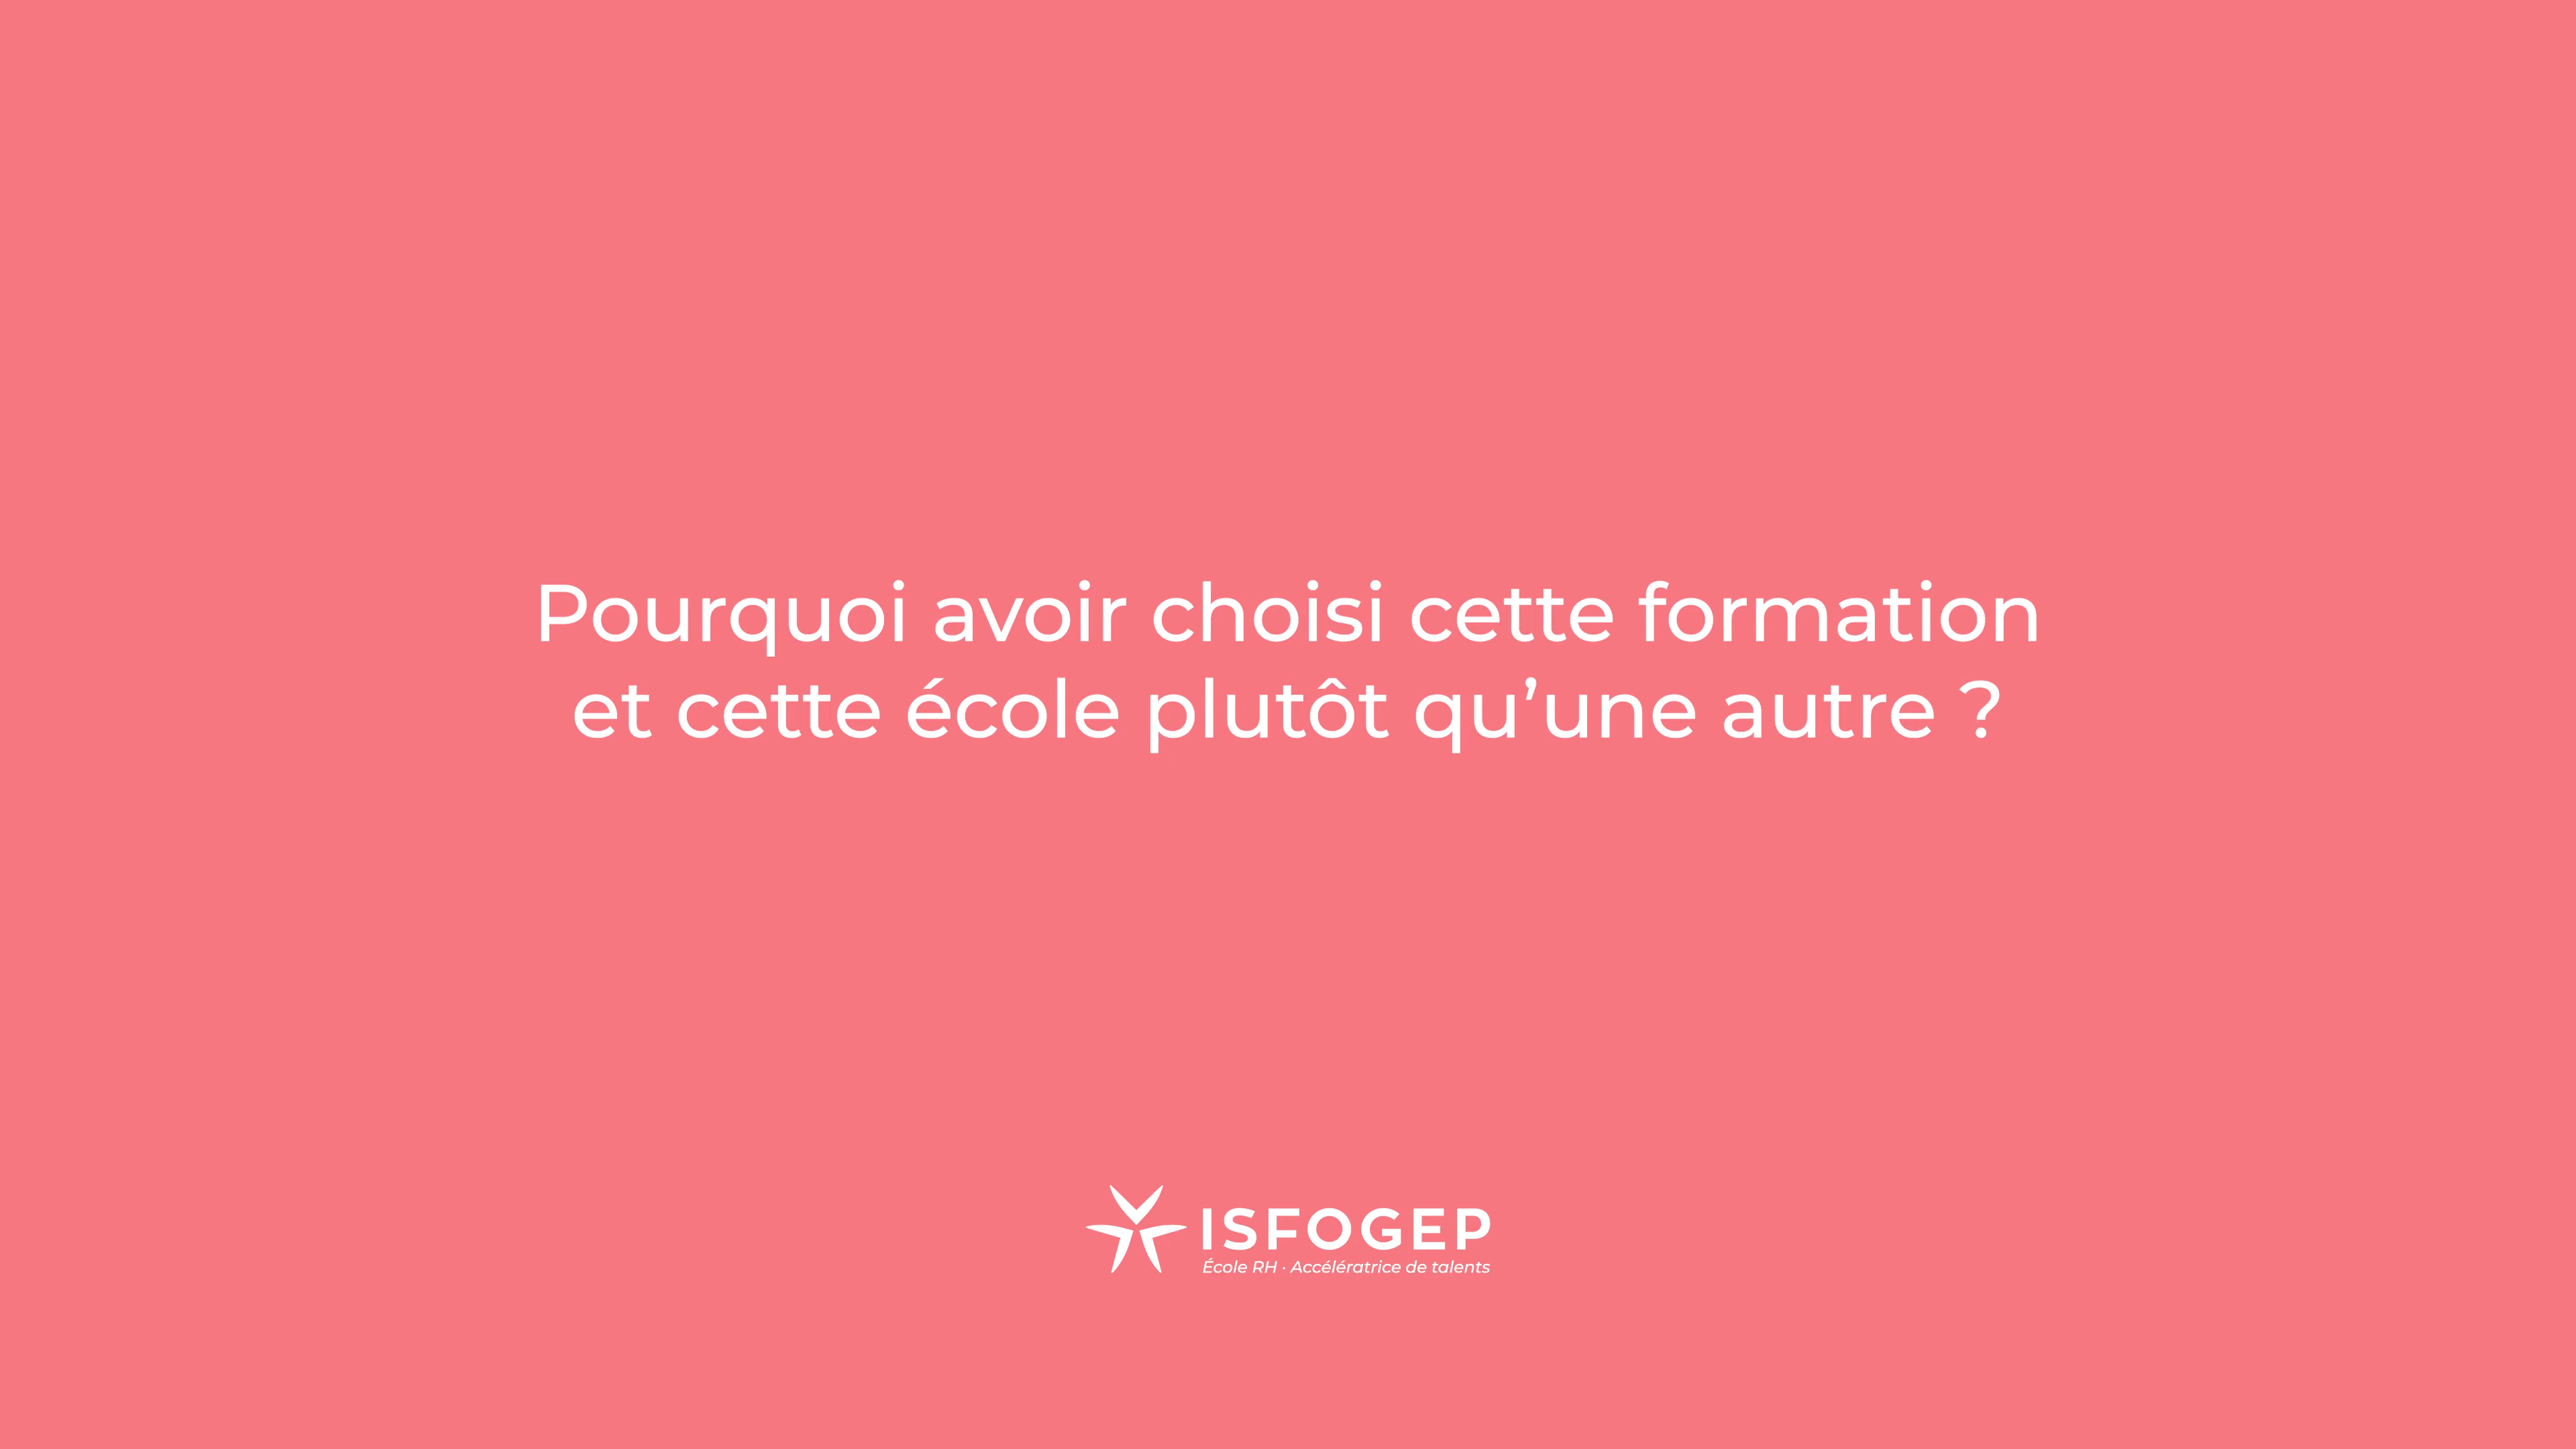 Pourquoi avoir choisi cette formation
et cette école plutôt qu’une autre ?
ISFOGEP
École RH · Accélératrice de talents